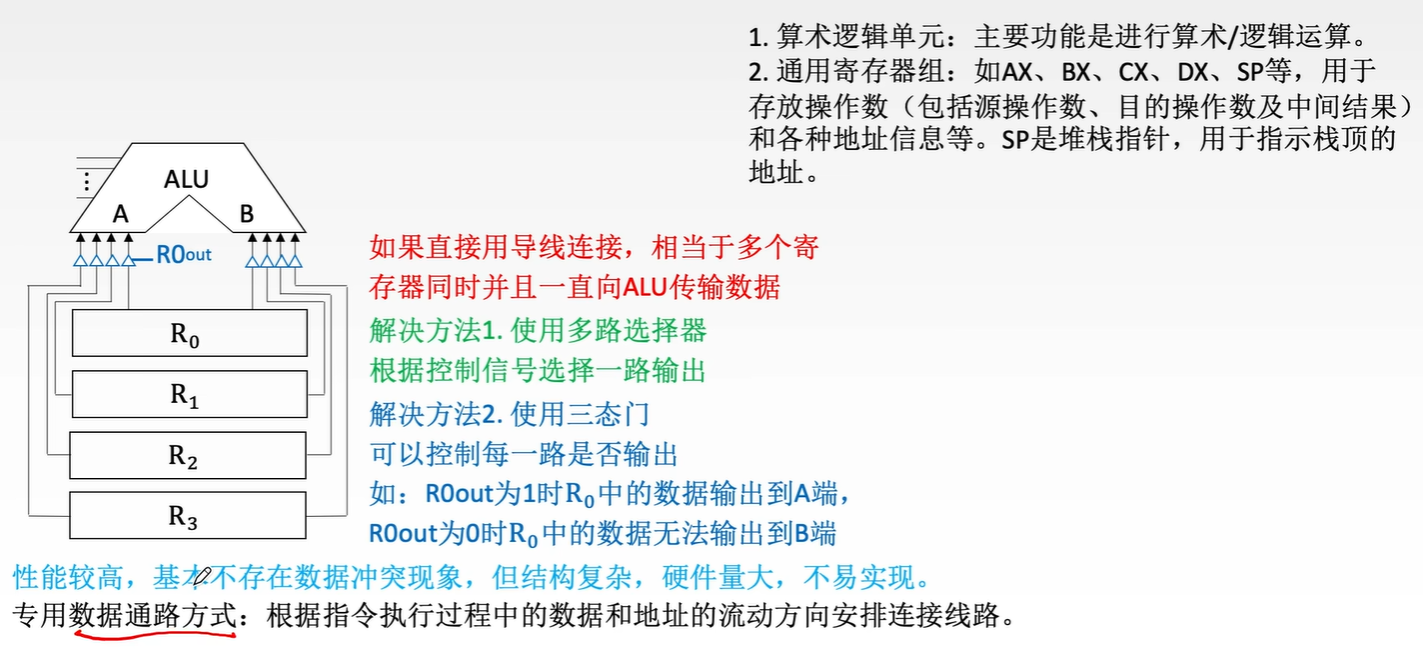 1. 算术逻辑单元：主要功能是进行算术/逻辑运算。
2. 通用寄存器组：如AX、BX、CX、DX、SP等，用于
存放操作数（包括源操作数、目的操作数及中间结果）
和各种地址信息等。SP是堆栈指针，用于指示栈顶的
地址。
ALU
A
B
R0out
R0
R1
R2
R3
如果直接用导线连接，相当于多个寄
存器同时并且一直向ALU传输数据
解决方法1. 使用多路选择器
根据控制信号选择一路输出
解决方法2. 使用三态门
可以控制每一路是否输出
如：R0out为1时R0中的数据输出到A端，
R0out为0时R0中的数据无法输出到B端
性能较高，基本不存在数据冲突现象，但结构复杂，硬件量大，不易实现。
专用数据通路方式：根据指令执行过程中的数据和地址的流动方向安排连接线路。